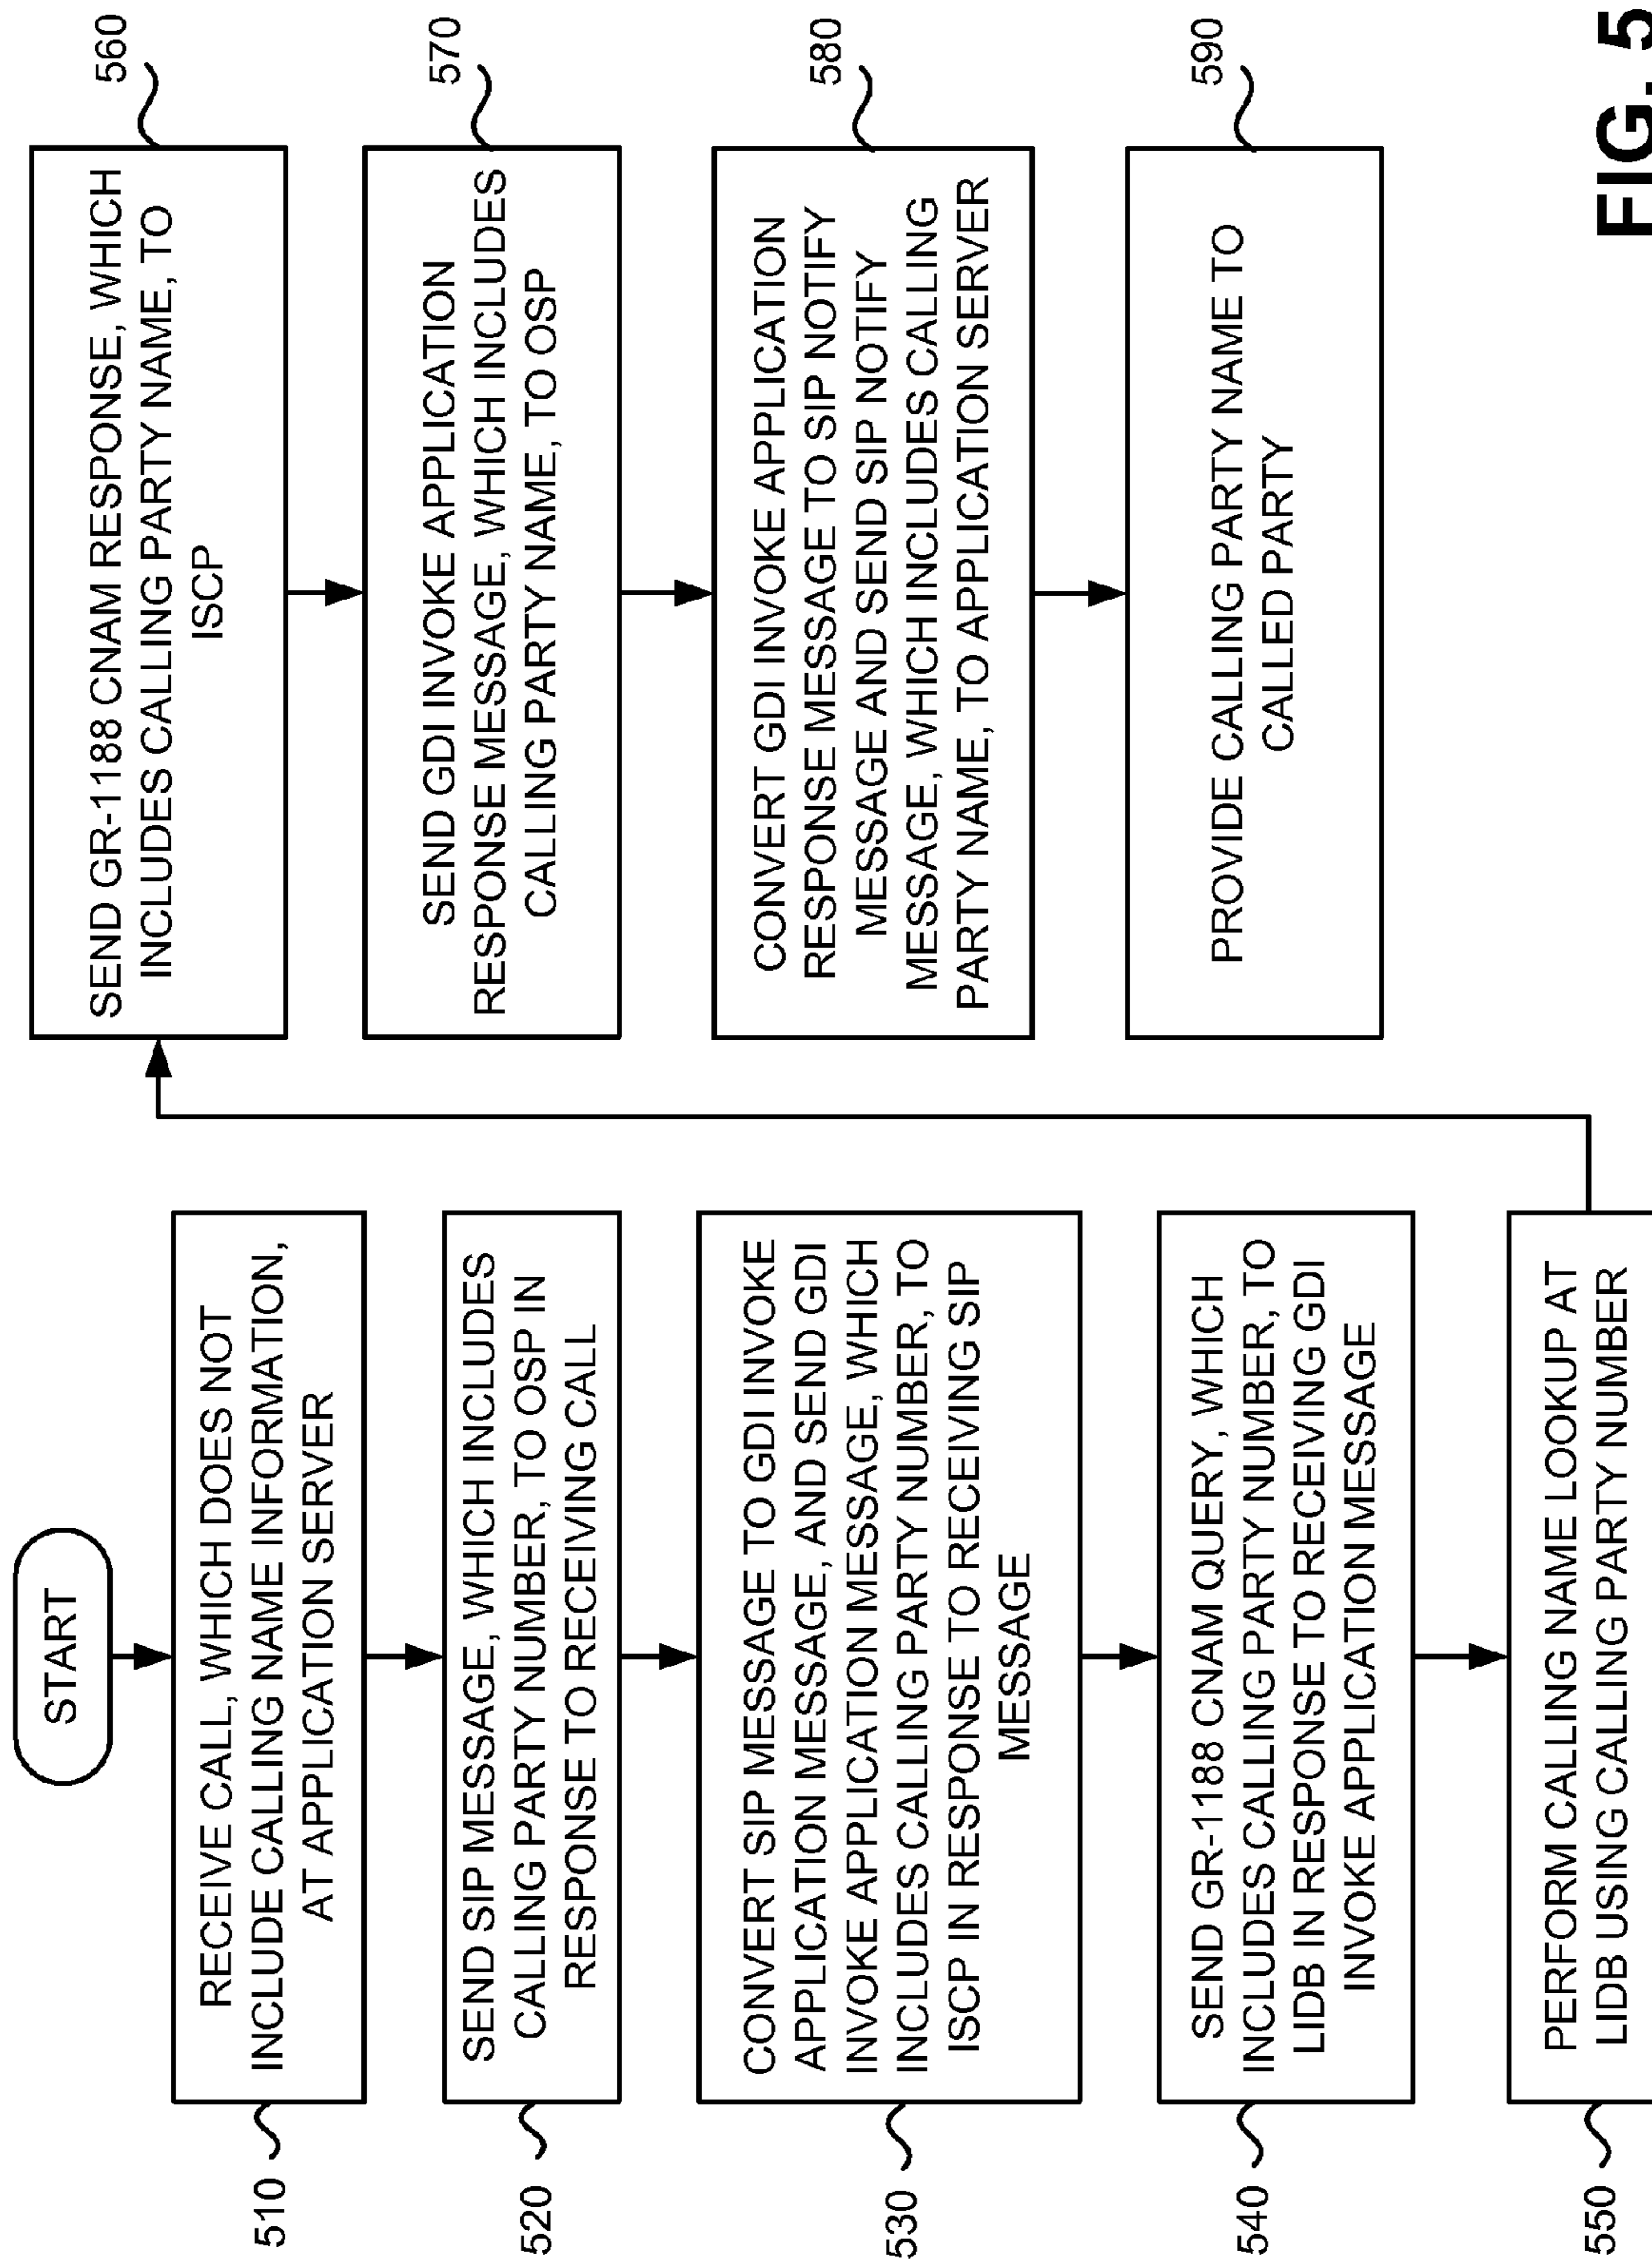 START
510
RECEIVE CALL, WHICH DOES NOT
INCLUDE CALLING NAME INFORMATION,
AT APPLICATION SERVER
520
SEND SIP MESSAGE, WHICH INCLUDES
CALLING PARTY NUMBER, TO OSP IN
RESPONSE TO RECEIVING CALL
530
CONVERT SIP MESSAGE TO GDI INVOKE
APPLICATION MESSAGE, AND SEND GDI
INVOKE APPLICATION MESSAGE, WHICH
INCLUDES CALLING PARTY NUMBER, TO
ISCP IN RESPONSE TO RECEIVING SIP
MESSAGE
540
SEND GR-1188 CNAM QUERY, WHICH
INCLUDES CALLING PARTY NUMBER, TO
LIDB IN RESPONSE TO RECEIVING GDI
INVOKE APPLICATION MESSAGE
550
PERFORM CALLING NAME LOOKUP AT
LIDB USING CALLING PARTY NUMBER
560
SEND GR-1188 CNAM RESPONSE, WHICH
INCLUDES CALLING PARTY NAME, TO
ISCP
570
SEND GDI INVOKE APPLICATION
RESPONSE MESSAGE, WHICH INCLUDES
CALLING PARTY NAME, TO OSP
580
CONVERT GDI INVOKE APPLICATION
RESPONSE MESSAGE TO SIP NOTIFY
MESSAGE AND SEND SIP NOTIFY
MESSAGE, WHICH INCLUDES CALLING
PARTY NAME, TO APPLICATION SERVER
590
PROVIDE CALLING PARTY NAME TO
CALLED PARTY
FIG. 5